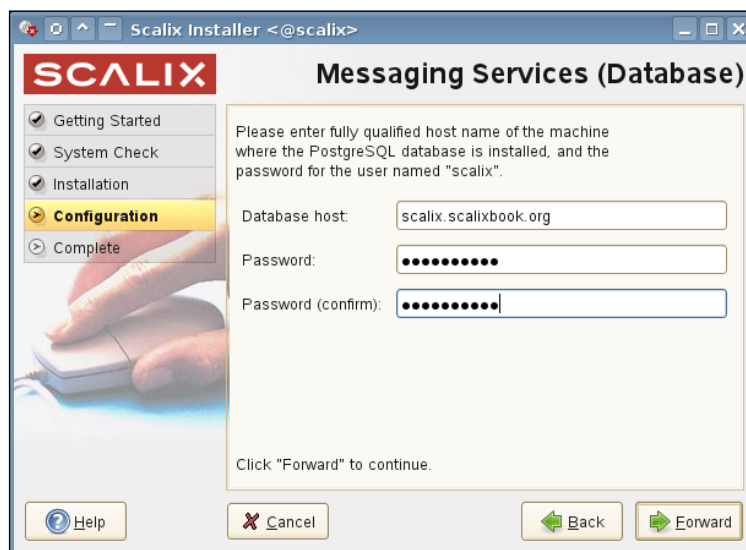 Scalix Installer <@scalix>
SCALIX
Messaging Services (Database)
Getting Started
System Check
Installation
Configuration
Complete
Please enter fully qualified host name of the machine
where the PostgreSQL database is installed, and the
password for the user named "scalix".
Database host: scalix.scalixbook.org
Password: ●●●●●●●●●●
Password (confirm): ●●●●●●●●●●
Click "Forward" to continue.
Help Cancel Back Forward